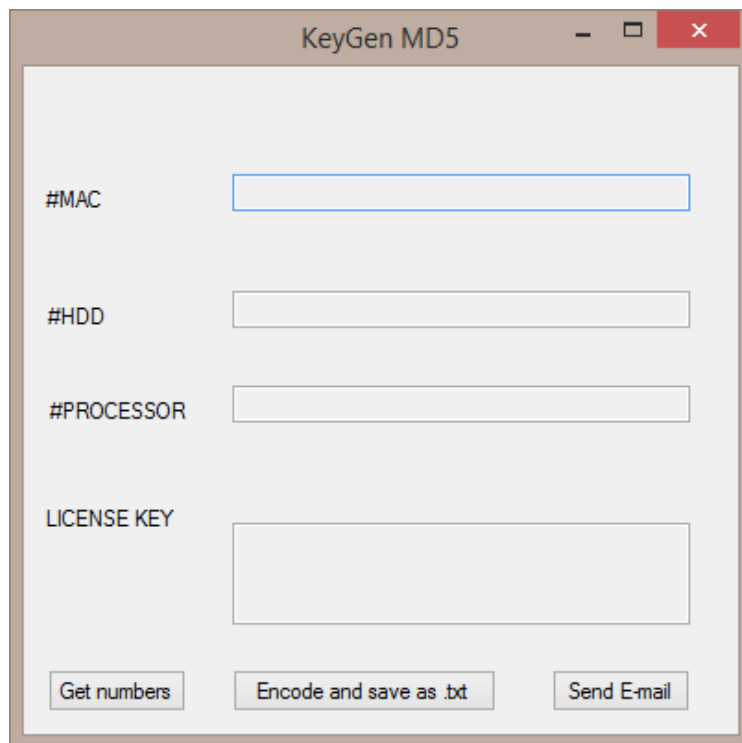 KeyGen MD5
#MAC
#HDD
#PROCESSOR
LICENSE KEY
Get numbers Encode and save as .txt Send E-mail